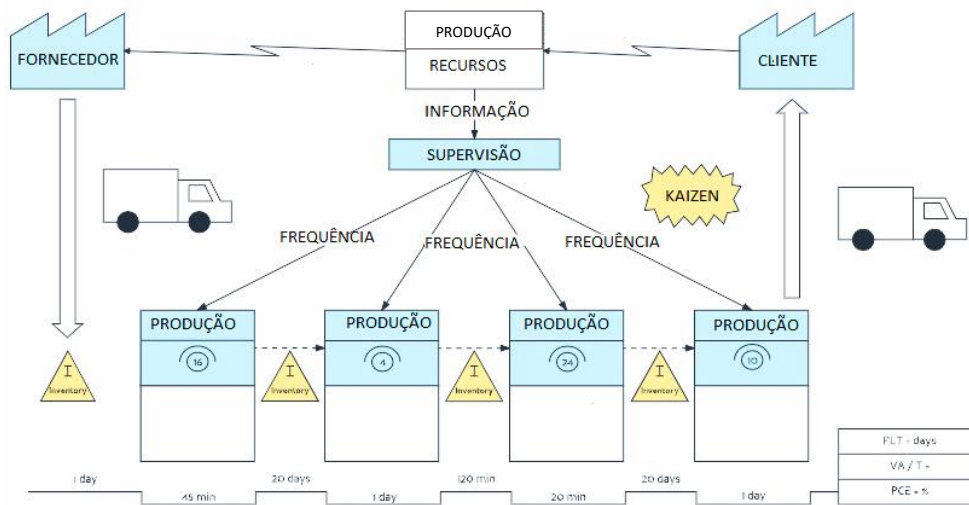 PRODUÇÃO
FORNECEDOR
RECURSOS
CLIENTE
INFORMAÇÃO
SUPERVISÃO
KAIZEN
FREQUÊNCIA
FREQUÊNCIA
FREQUÊNCIA
PRODUÇÃO
PRODUÇÃO
PRODUÇÃO
PRODUÇÃO
16
4
24
10
I
Inventory
I
Inventory
I
Inventory
I
Inventory
1 day
20 days
120 min
20 days
45 min
1 day
20 min
1 day
FLT = days
VA / T =
PCE = %